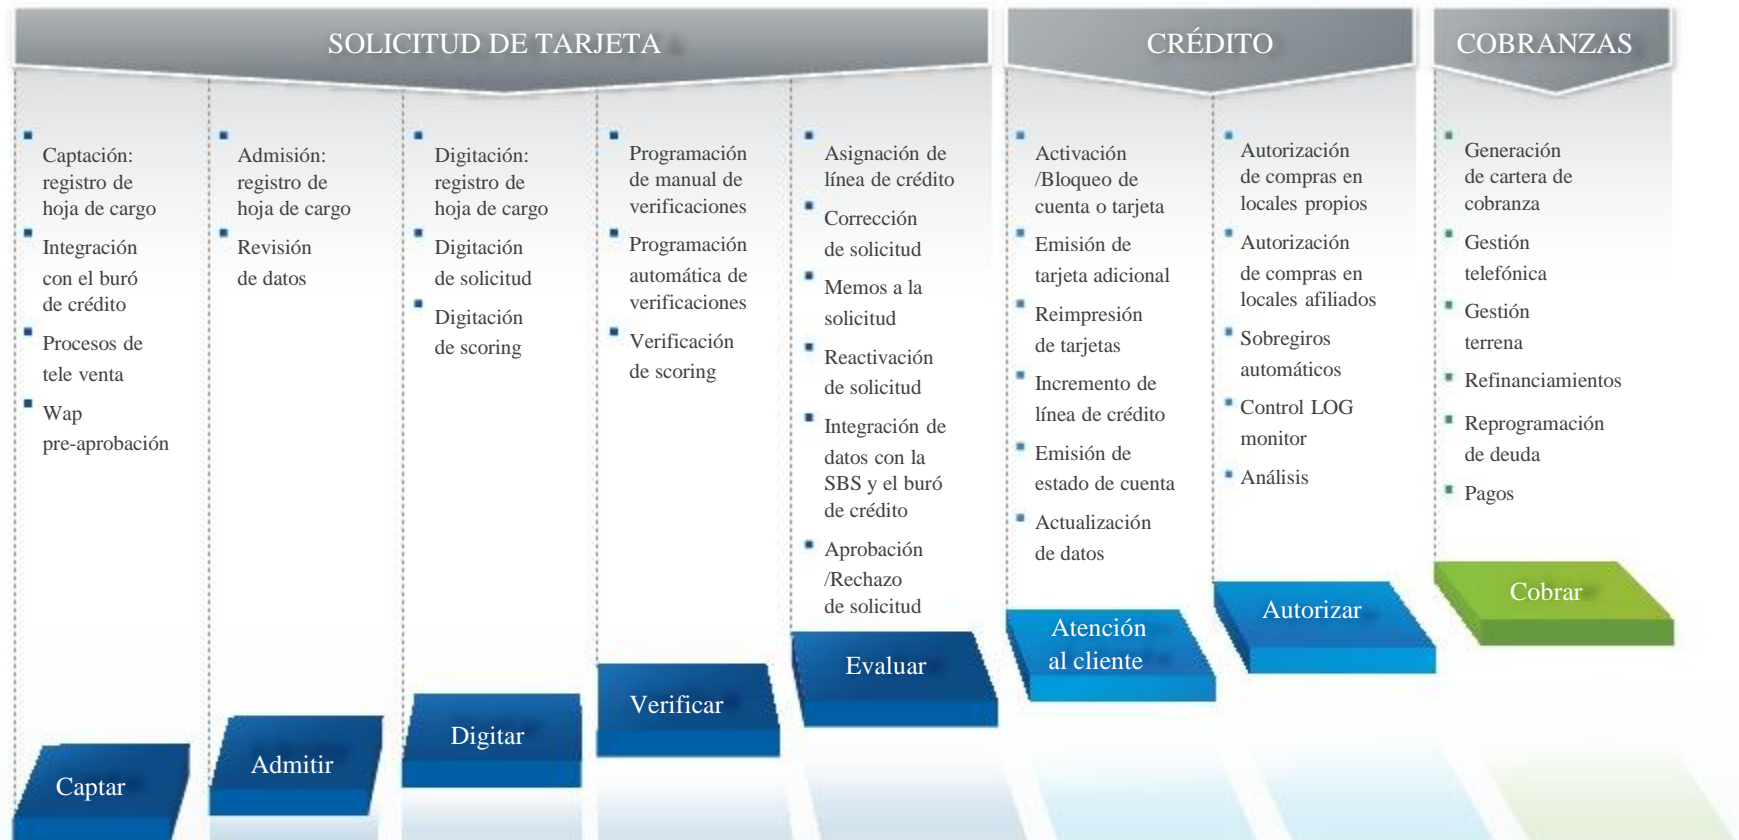 SOLICITUD DE TARJETA
CRÉDITO
COBRANZAS
Captación:
registro de
hoja de cargo
Integración
con el buró
de crédito
Procesos de
tele venta
Wap
pre-aprobación
Captar
Admisión:
registro de
hoja de cargo
Revisión
de datos
Admitir
Digitación:
registro de
hoja de cargo
Digitación
de solicitud
Digitación
de scoring
Digitar
Programación
de manual de
verificaciones
Programación
automática de
verificaciones
Verificación
de scoring
Verificar
Asignación de
línea de crédito
Corrección
de solicitud
Memos a la
solicitud
Reactivación
de solicitud
Integración de
datos con la
SBS y el buró
de crédito
Aprobación
/Rechazo
de solicitud
Evaluar
Activación
/Bloqueo de
cuenta o tarjeta
Emisión de
tarjeta adicional
Reimpresión
de tarjetas
Incremento de
línea de crédito
Emisión de
estado de cuenta
Actualización
de datos
Atención
al cliente
Autorización
de compras en
locales propios
Autorización
de compras en
locales afiliados
Sobregiros
automáticos
Control LOG
monitor
Análisis
Autorizar
Generación
de cartera de
cobranza
Gestión
telefónica
Gestión
terrena
Refinanciamientos
Reprogramación
de deuda
Pagos
Cobrar